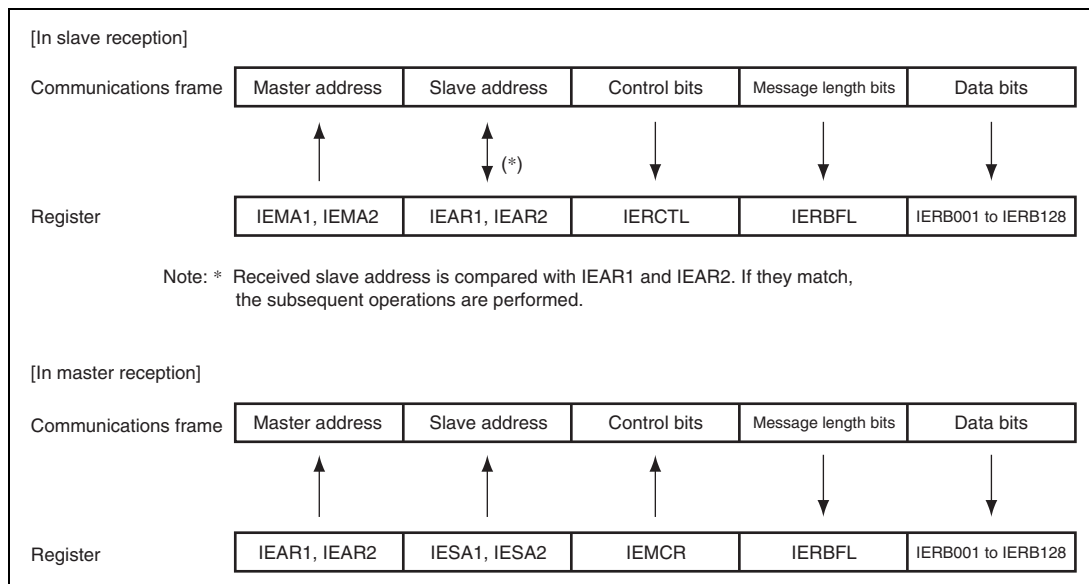 [In slave reception]
Communications frame Master address Slave address Control bits Message length bits Data bits
(*)
Register IEMA1, IEMA2 IEAR1, IEAR2 IERCTL IERBFL IERB001 to IERB128
Note: * Received slave address is compared with IEAR1 and IEAR2. If they match,
the subsequent operations are performed.
[In master reception]
Communications frame Master address Slave address Control bits Message length bits Data bits
Register IEAR1, IEAR2 IESA1, IESA2 IEMCR IERBFL IERB001 to IERB128